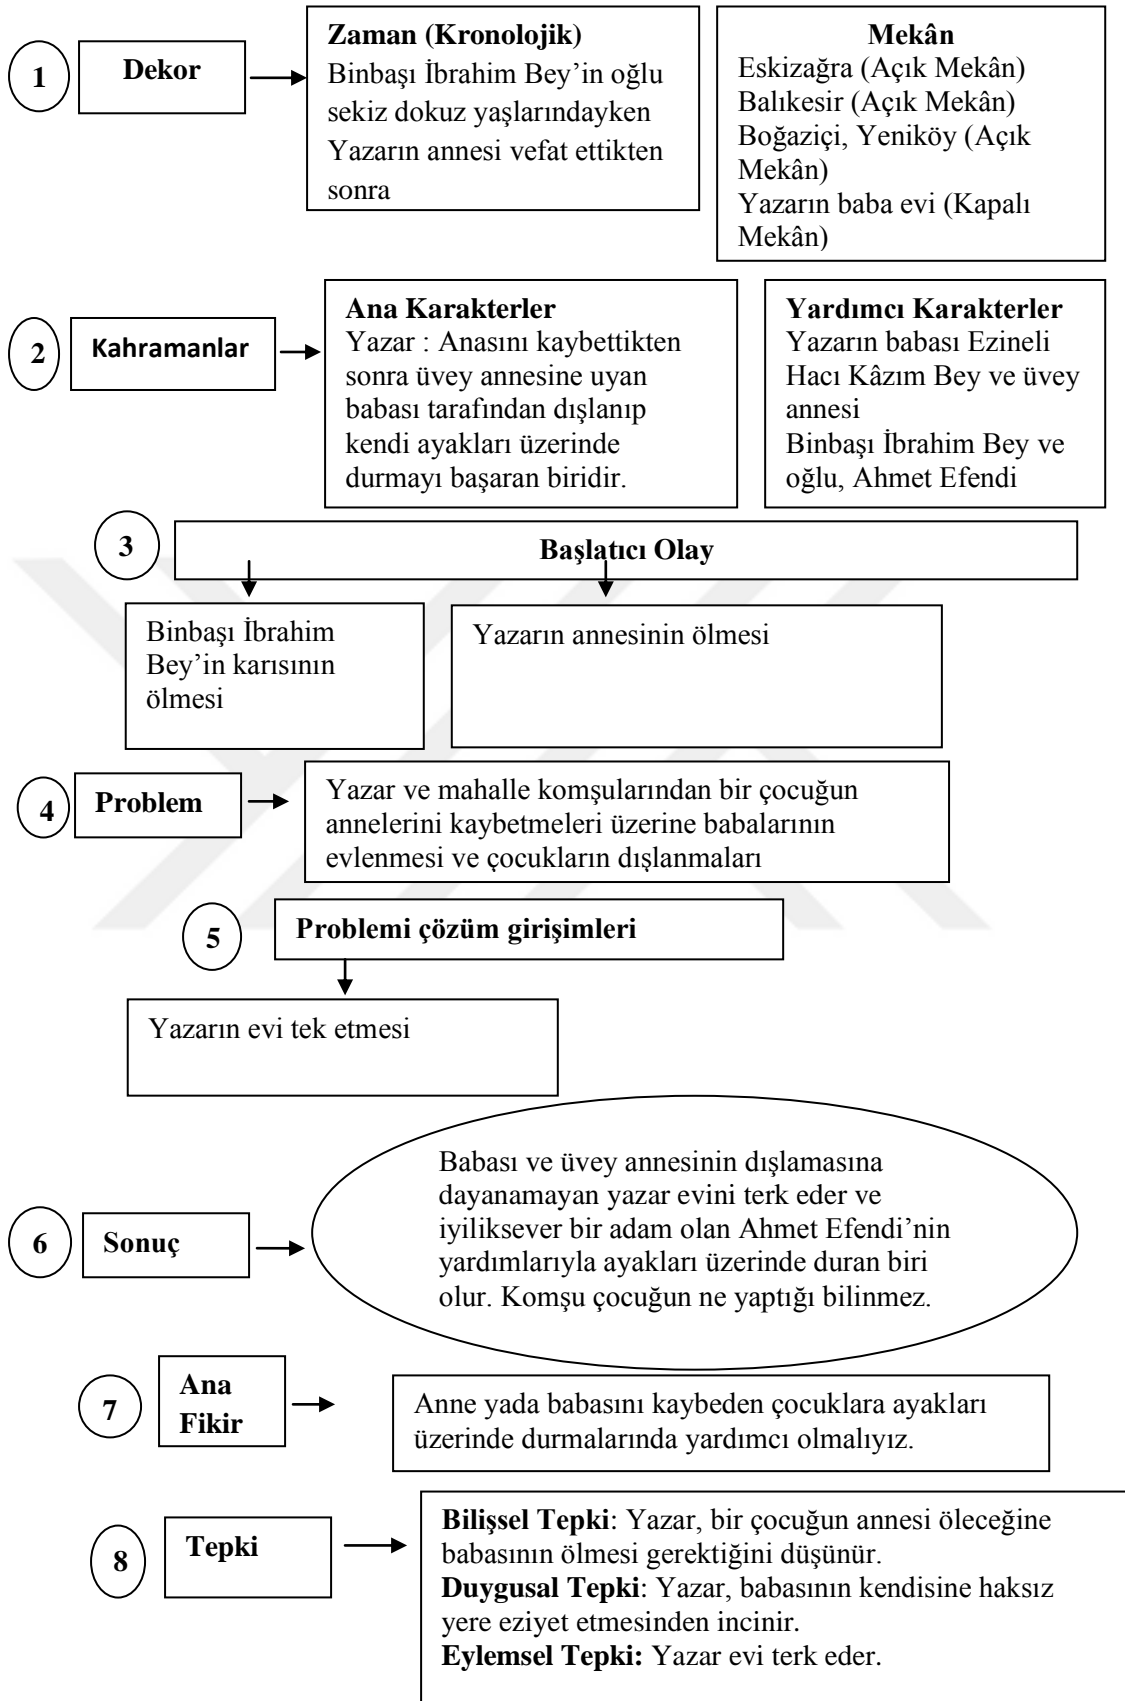 1
Dekor
Zaman (Kronolojik)
Binbaşı İbrahim Bey’in oğlu
sekiz dokuz yaşlarındayken
Yazarın annesi vefat ettikten
sonra
Mekân
Eskizağra (Açık Mekân)
Balıkesir (Açık Mekân)
Boğaziçi, Yeniköy (Açık
Mekân)
Yazarın baba evi (Kapalı
Mekân)
2
Kahramanlar
Ana Karakterler
Yazar : Anasını kaybettikten
sonra üvey annesine uyan
babası tarafından dışlanıp
kendi ayakları üzerinde
durmayı başaran biridir.
Yardımcı Karakterler
Yazarın babası Ezineli
Hacı Kâzım Bey ve üvey
annesi
Binbaşı İbrahim Bey ve
oğlu, Ahmet Efendi
3
Başlatıcı Olay
Binbaşı İbrahim
Bey’in karısının
ölmesi
Yazarın annesinin ölmesi
4
Problem
Yazar ve mahalle komşularından bir çocuğun
annelerini kaybetmeleri üzerine babalarının
evlenmesi ve çocukların dışlanmaları
5
Problemi çözüm girişimleri
Yazarın evi tek etmesi
6
Sonuç
Babası ve üvey annesinin dışlamasına
dayanamayan yazar evini terk eder ve
iyiliksever bir adam olan Ahmet Efendi’nin
yardımlarıyla ayakları üzerinde duran biri
olur. Komşu çocuğun ne yaptığı bilinmez.
7
Ana
Fikir
Anne yada babasını kaybeden çocuklara ayakları
üzerinde durmalarında yardımcı olmalıyız.
8
Tepki
Bilişsel Tepki: Yazar, bir çocuğun annesi öleceğine
babasının ölmesi gerektiğini düşünür.
Duygusal Tepki: Yazar, babasının kendisine haksız
yere eziyet etmesinden incinir.
Eylemsel Tepki: Yazar evi terk eder.